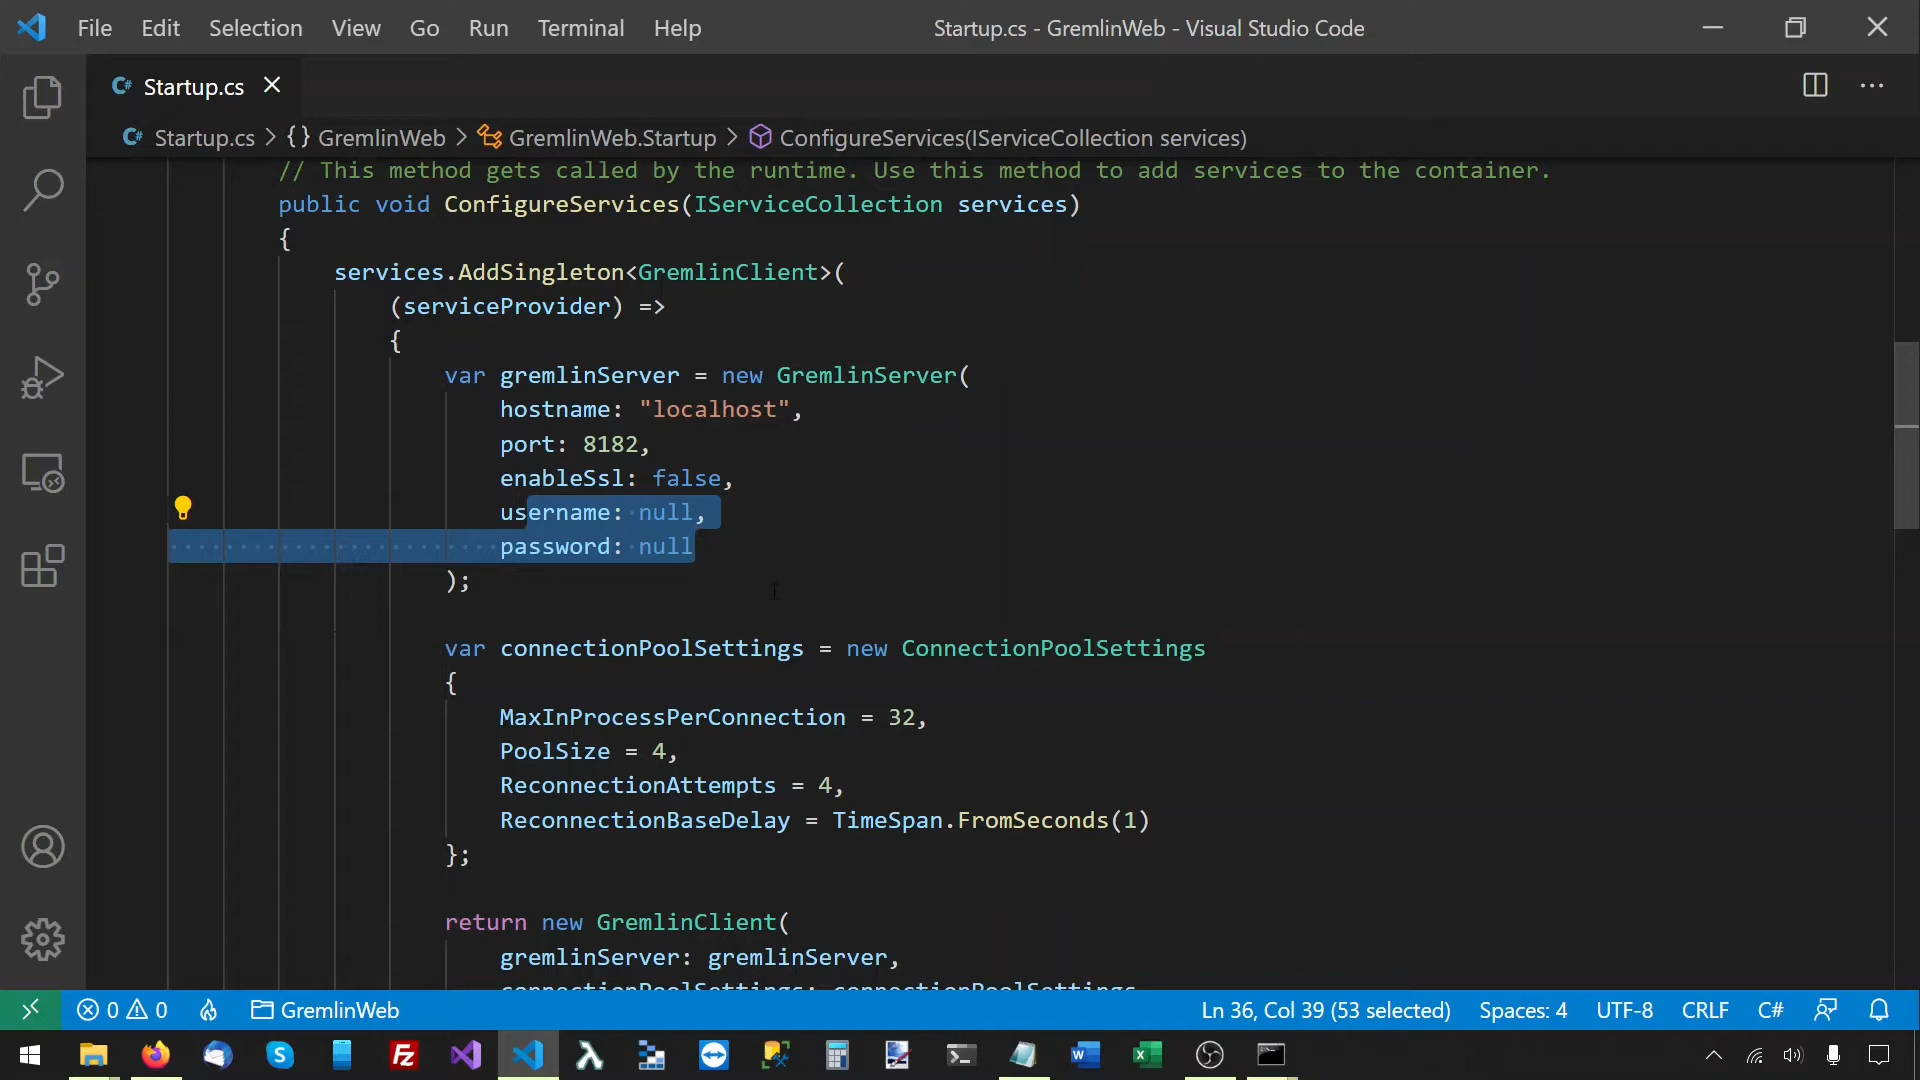 File Edit Selection View Go Run Terminal Help Startup.cs - GremlinWeb - Visual Studio Code
C# Startup.cs
C# Startup.cs > {} GremlinWeb > GremlinWeb.Startup > ConfigureServices(IServiceCollection services)
// This method gets called by the runtime. Use this method to add services to the container.
public void ConfigureServices(IServiceCollection services)
{
services.AddSingleton<GremlinClient>(
(serviceProvider) =>
{
var gremlinServer = new GremlinServer(
hostname: "localhost",
port: 8182,
enableSsl: false,
username: null,
password: null
);
var connectionPoolSettings = new ConnectionPoolSettings
{
MaxInProcessPerConnection = 32,
PoolSize = 4,
ReconnectionAttempts = 4,
ReconnectionBaseDelay = TimeSpan.FromSeconds(1)
};
return new GremlinClient(
gremlinServer: gremlinServer,
connectionPoolSettings: connectionPoolSettings
0 0 GremlinWeb Ln 36, Col 39 (53 selected) Spaces: 4 UTF-8 CRLF C#